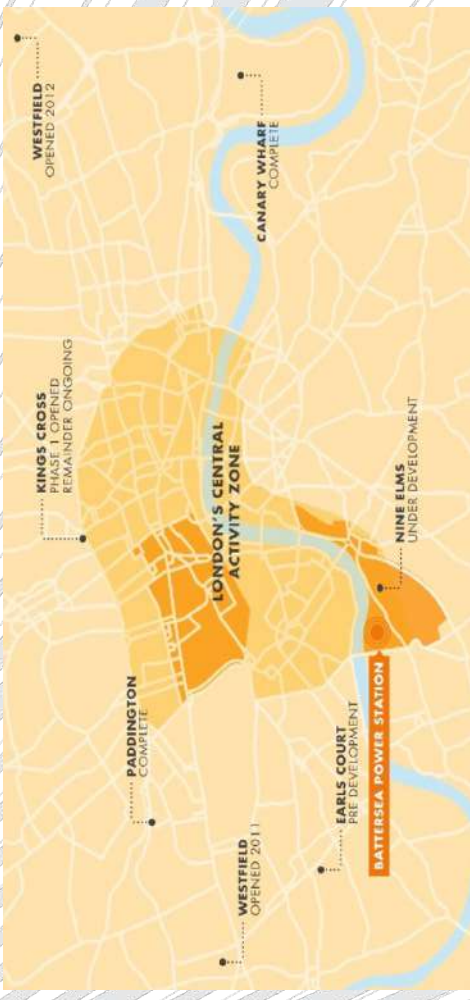 WESTFIELD
OPENED 2011
PADDINGTON
COMPLETE
KINGS CROSS
PHASE 1 OPENED
REMAINDER ONGOING
WESTFIELD
OPENED 2012
CANARY WHARF
COMPLETE
LONDON'S CENTRAL
ACTIVITY ZONE
EARLS COURT
PRE DEVELOPMENT
BATTERSEA POWER STATION
NINE ELMS
UNDER DEVELOPMENT